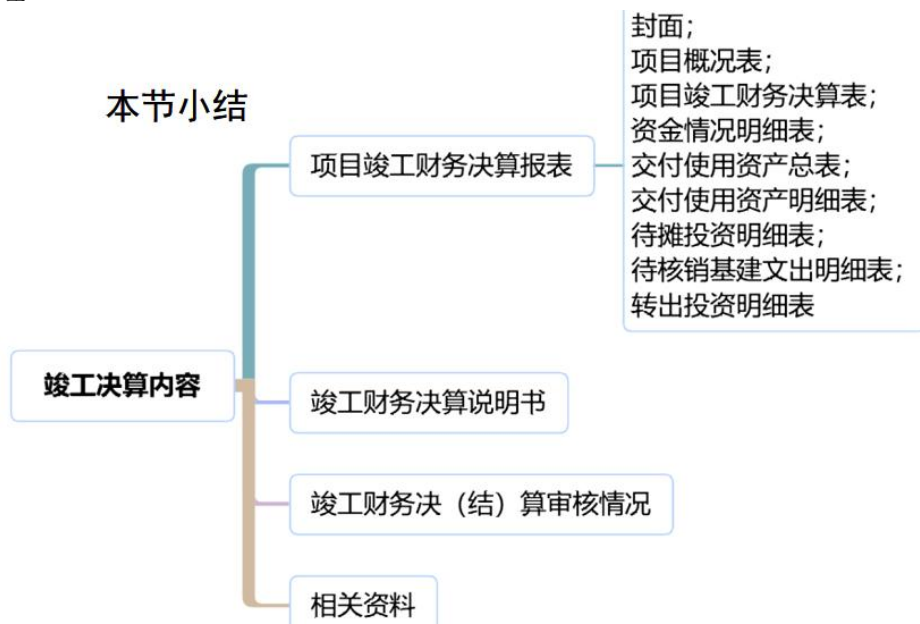 本节小结
封面；
项目概况表；
项目竣工财务决算表；
资金情况明细表；
交付使用资产总表；
交付使用资产明细表；
待摊投资明细表；
待核销基建文出明细表；
转出投资明细表
项目竣工财务决算报表
竣工决算内容
竣工财务决算说明书
竣工财务决（结）算审核情况
相关资料